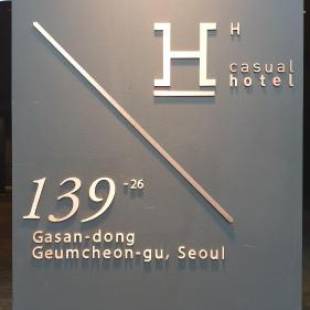 H H
casual
hotel
139-26
Gasan-dong
Geumcheon-gu, Seoul